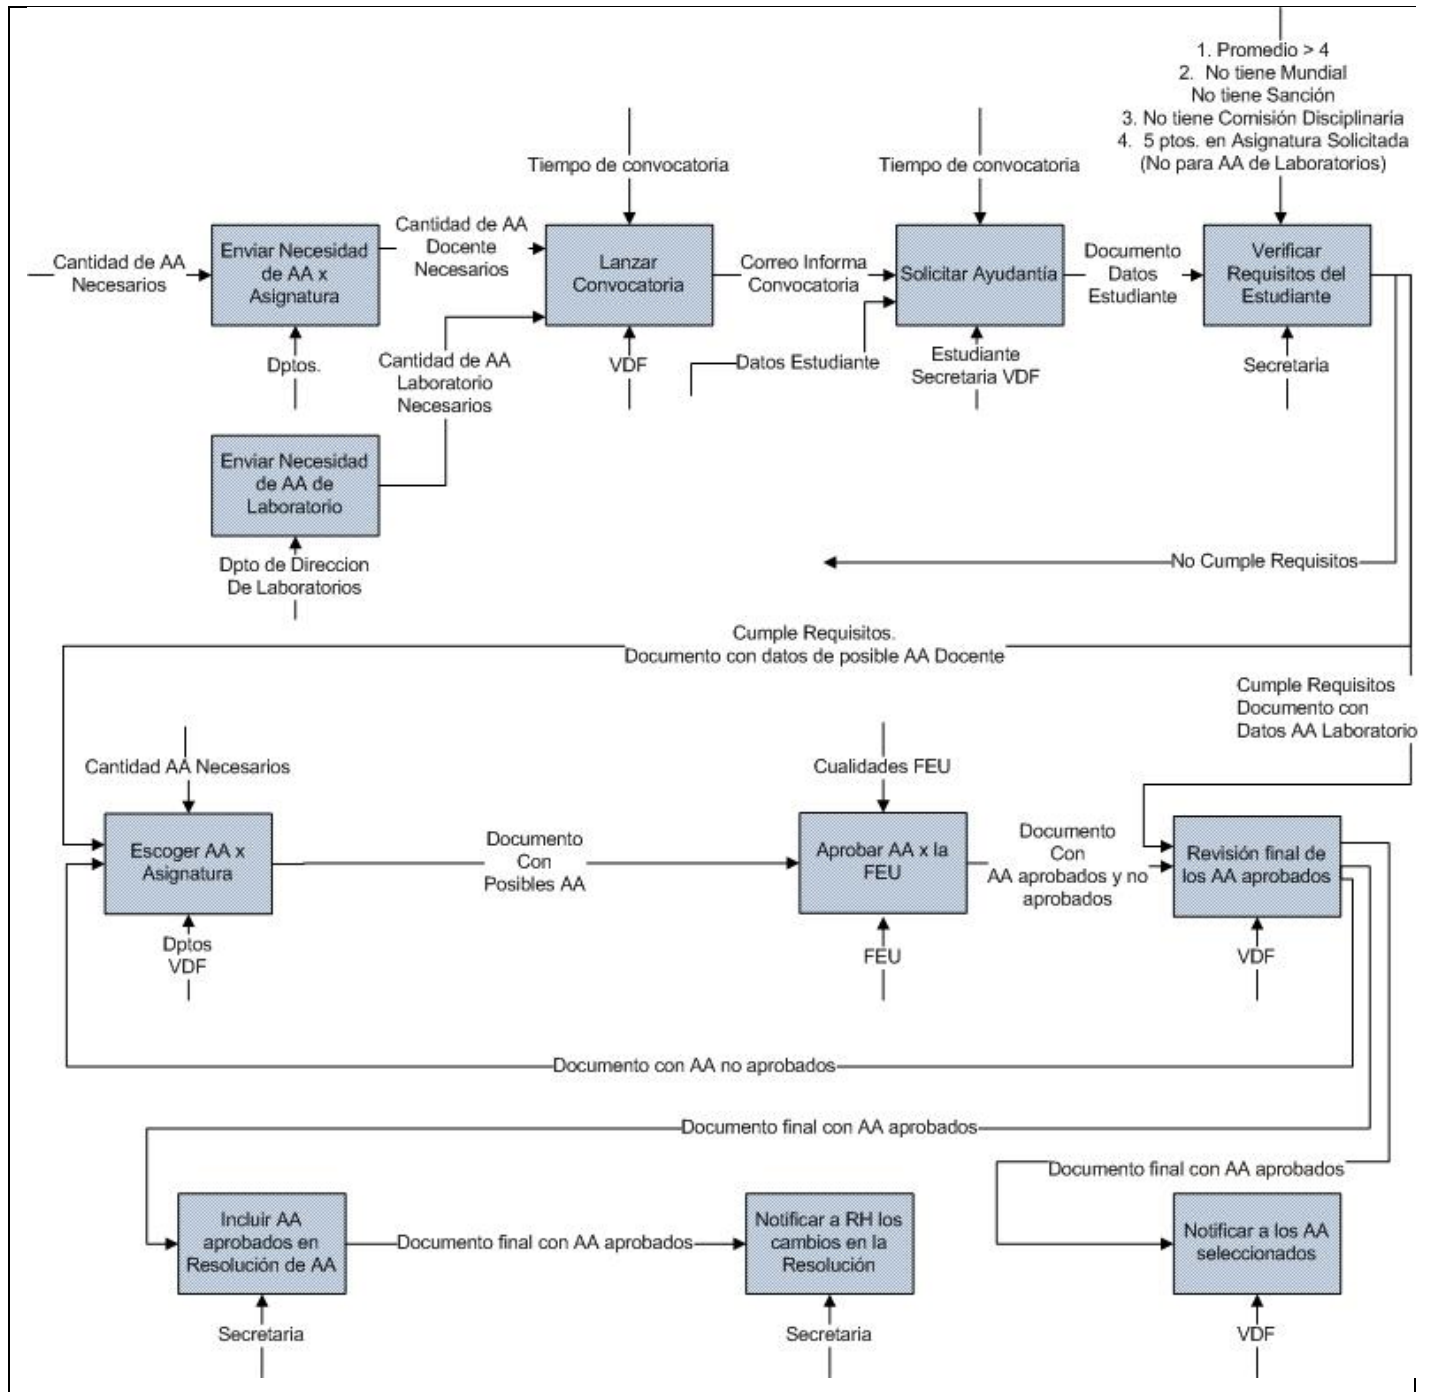 1. Promedio > 4
2. No tiene Mundial
No tiene Sanción
3. No tiene Comisión Disciplinaria
4. 5 ptos. en Asignatura Solicitada
(No para AA de Laboratorios)
Tiempo de convocatoria
Tiempo de convocatoria
Cantidad de AA
Necesarios
Enviar Necesidad
de AA x
Asignatura
Cantidad de AA
Docente
Necesarios
Lanzar
Convocatoria
Correo Informa
Convocatoria
Solicitar Ayudantía
Documento
Datos
Estudiante
Verificar
Requisitos del
Estudiante
Dptos.
Cantidad de AA
Laboratorio
Necesarios
VDF
Datos Estudiante
Estudiante
Secretaria VDF
Secretaria
Enviar Necesidad
de AA de
Laboratorio
Dpto de Direccion
De Laboratorios
No Cumple Requisitos
Cumple Requisitos.
Documento con datos de posible AA Docente
Cumple Requisitos
Documento con
Datos AA Laboratorio
Cantidad AA Necesarios
Cualidades FEU
Escoger AA x
Asignatura
Documento
Con
Posibles AA
Aprobar AA x la
FEU
Documento
Con
AA aprobados y no
aprobados
Revisión final de
los AA aprobados
Dptos
VDF
FEU
VDF
Documento con AA no aprobados
Documento final con AA aprobados
Documento final con AA aprobados
Incluir AA
aprobados en
Resolución de AA
Documento final con AA aprobados
Notificar a RH los
cambios en la
Resolución
Notificar a los AA
seleccionados
Secretaria
Secretaria
VDF